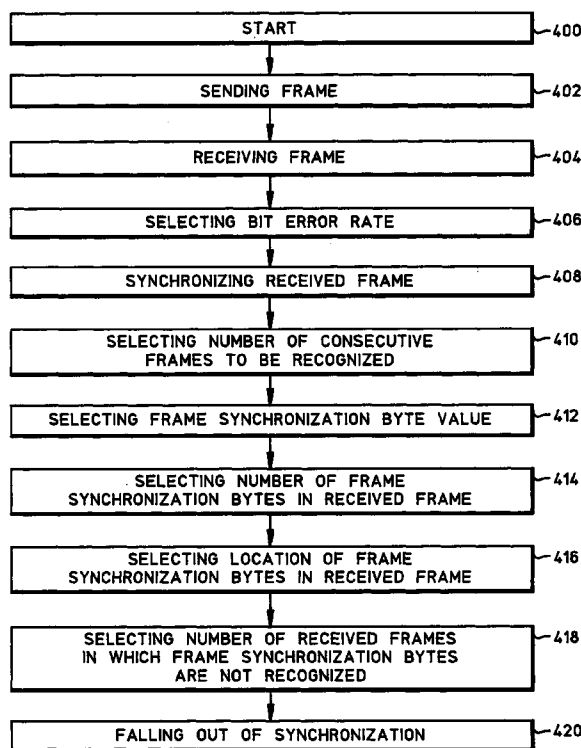 START
400
SENDING FRAME
402
RECEIVING FRAME
404
SELECTING BIT ERROR RATE
406
SYNCHRONIZING RECEIVED FRAME
408
SELECTING NUMBER OF CONSECUTIVE
FRAMES TO BE RECOGNIZED
410
SELECTING FRAME SYNCHRONIZATION BYTE VALUE
412
SELECTING NUMBER OF FRAME
SYNCHRONIZATION BYTES IN RECEIVED FRAME
414
SELECTING LOCATION OF FRAME
SYNCHRONIZATION BYTES IN RECEIVED FRAME
416
SELECTING NUMBER OF RECEIVED FRAMES
IN WHICH FRAME SYNCHRONIZATION BYTES
ARE NOT RECOGNIZED
418
FALLING OUT OF SYNCHRONIZATION
420